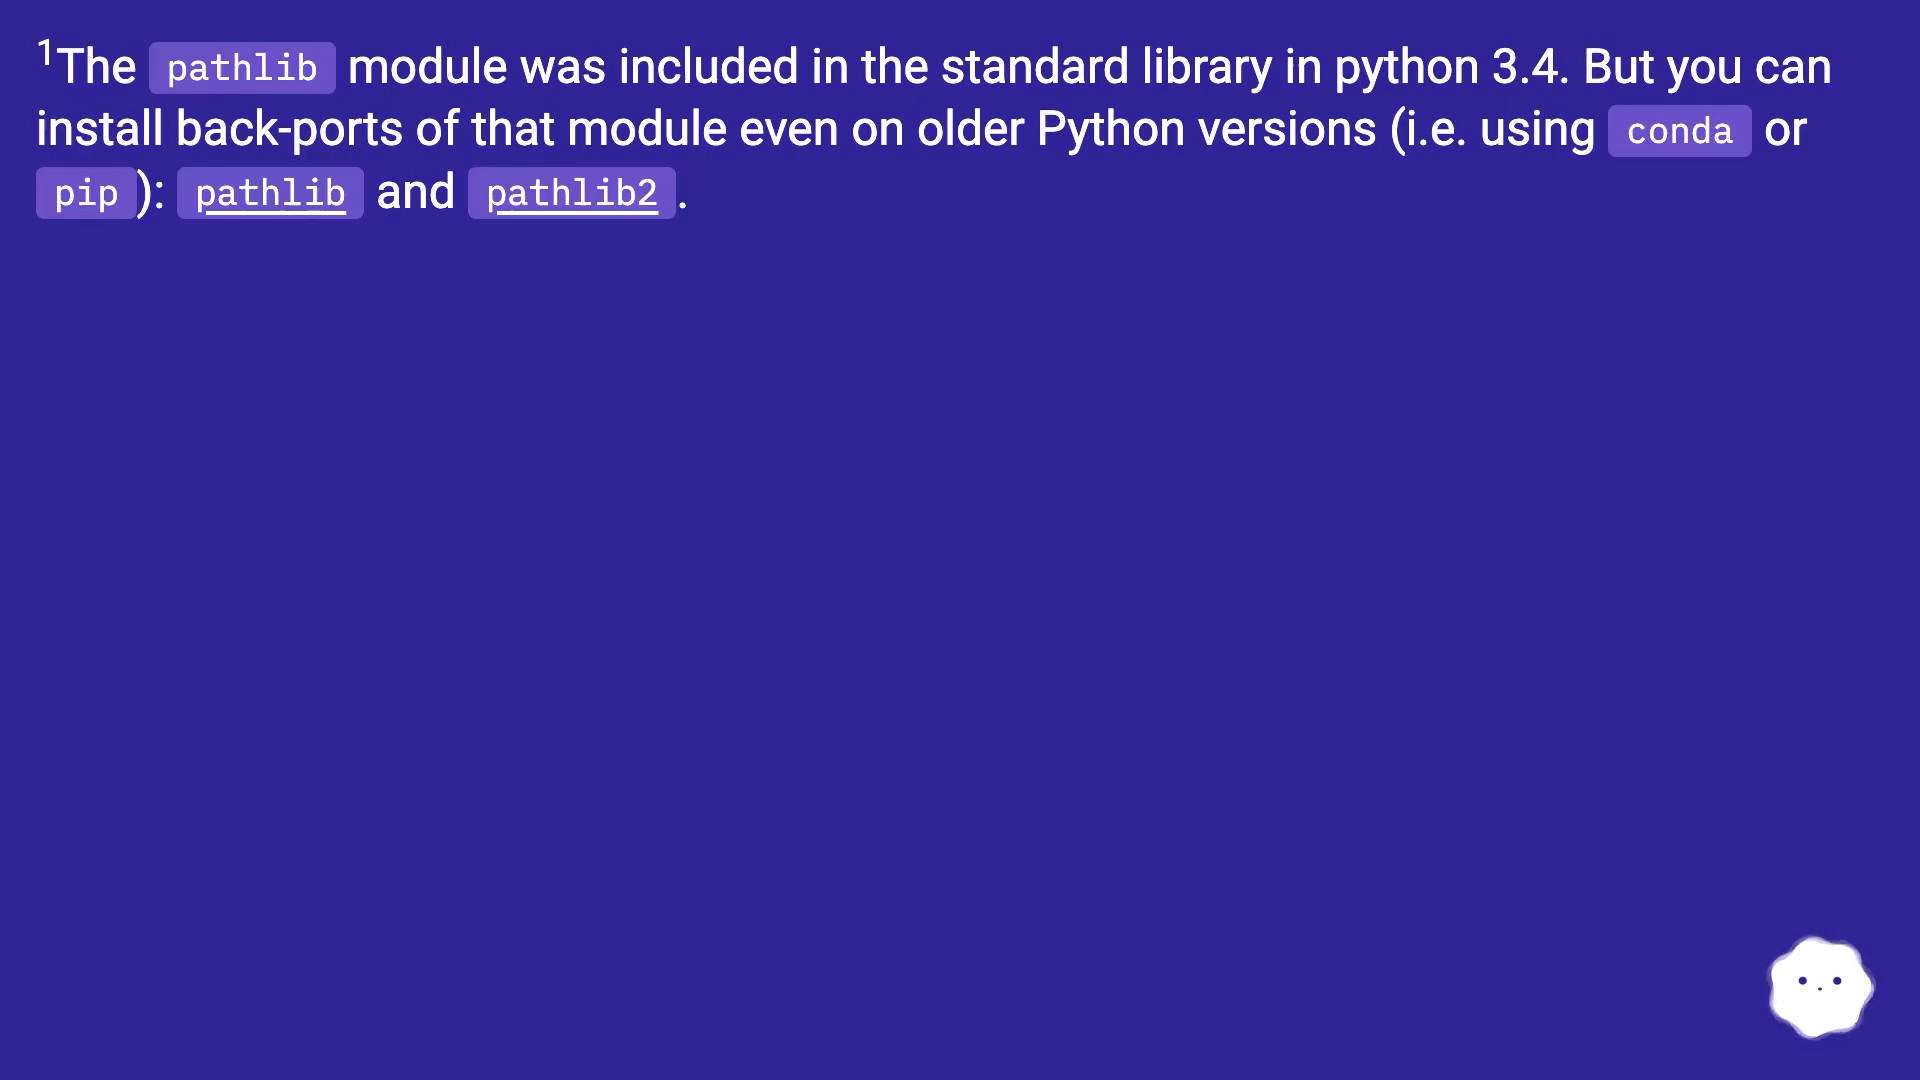 ¹The pathlib module was included in the standard library in python 3.4. But you can
install back-ports of that module even on older Python versions (i.e. using conda or
pip): pathlib and pathlib2.